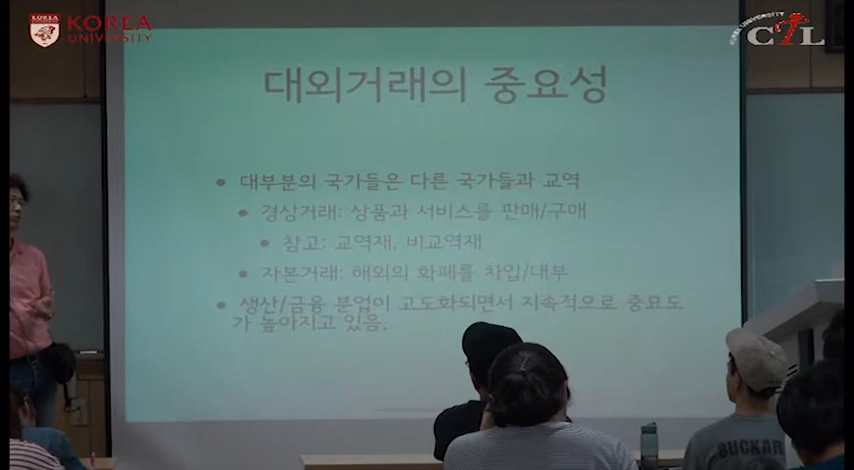 KOREA
UNIVERSITY
KOREA UNIVERSITY
CTL
대외거래의 중요성
• 대부분의 국가들은 다른 국가들과 교역
• 경상거래: 상품과 서비스를 판매/구매
• 참고: 교역재, 비교역재
• 자본거래: 해외의 화폐를 차입/대부
• 생산/금융 분업이 고도화되면서 지속적으로 중요도
가 높아지고 있음.
BUCKAR